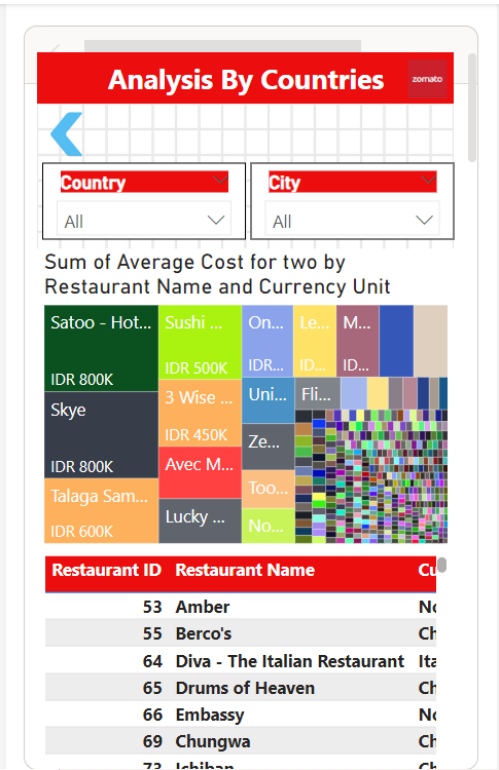 Analysis By Countries
zomato
Country
City
All
All
Sum of Average Cost for two by
Restaurant Name and Currency Unit
Satoo - Hot...
Sushi ...
On...
Le...
M...
IDR 800K
IDR 500K
IDR...
ID...
ID...
Skye
3 Wise ...
Uni...
Fli...
IDR 800K
IDR 450K
Ze...
Talaga Sam...
Avec M...
Too...
IDR 600K
Lucky ...
No...
Restaurant ID Restaurant Name Cu
53 Amber No
55 Berco's Ch
64 Diva - The Italian Restaurant Ita
65 Drums of Heaven Ch
66 Embassy No
69 Chungwa Ch
73 Ichiban Ch